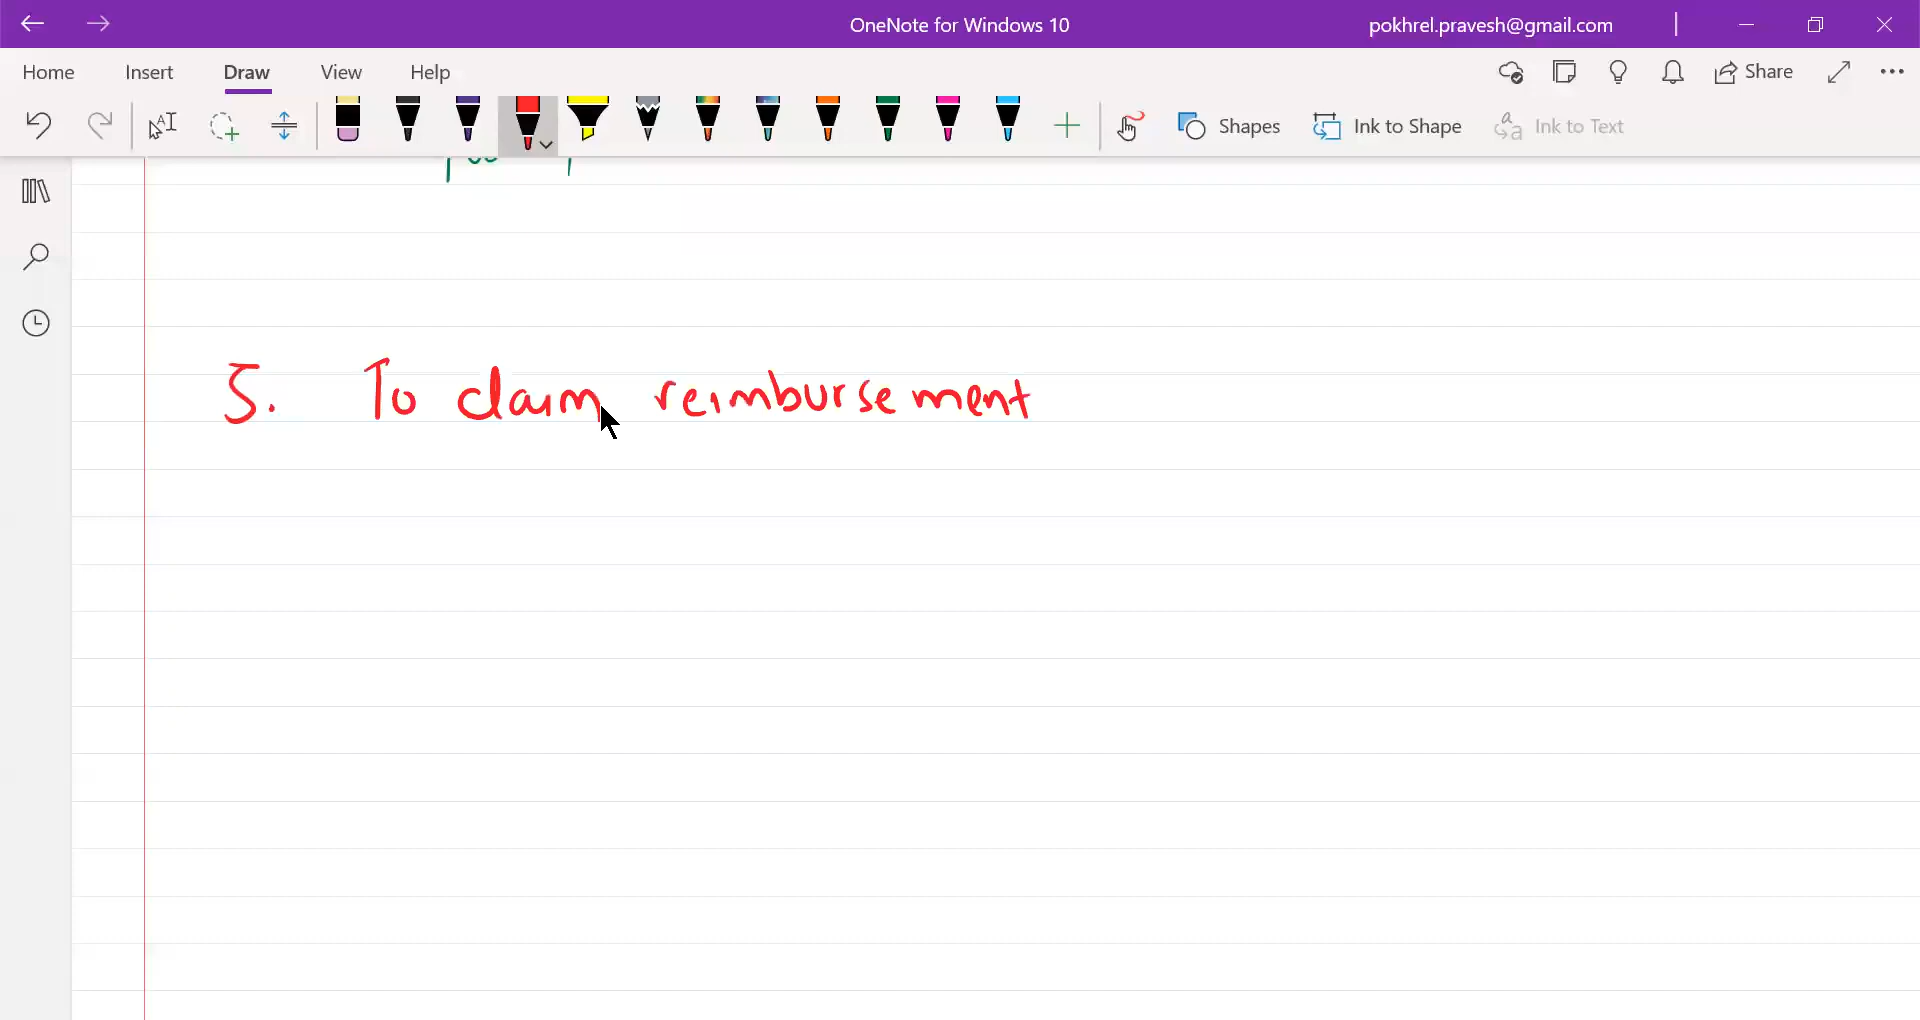 OneNote for Windows 10 pokhrel.pravesh@gmail.com
Home Insert Draw View Help Share
Shapes Ink to Shape Ink to Text
5. To claim reimbursement